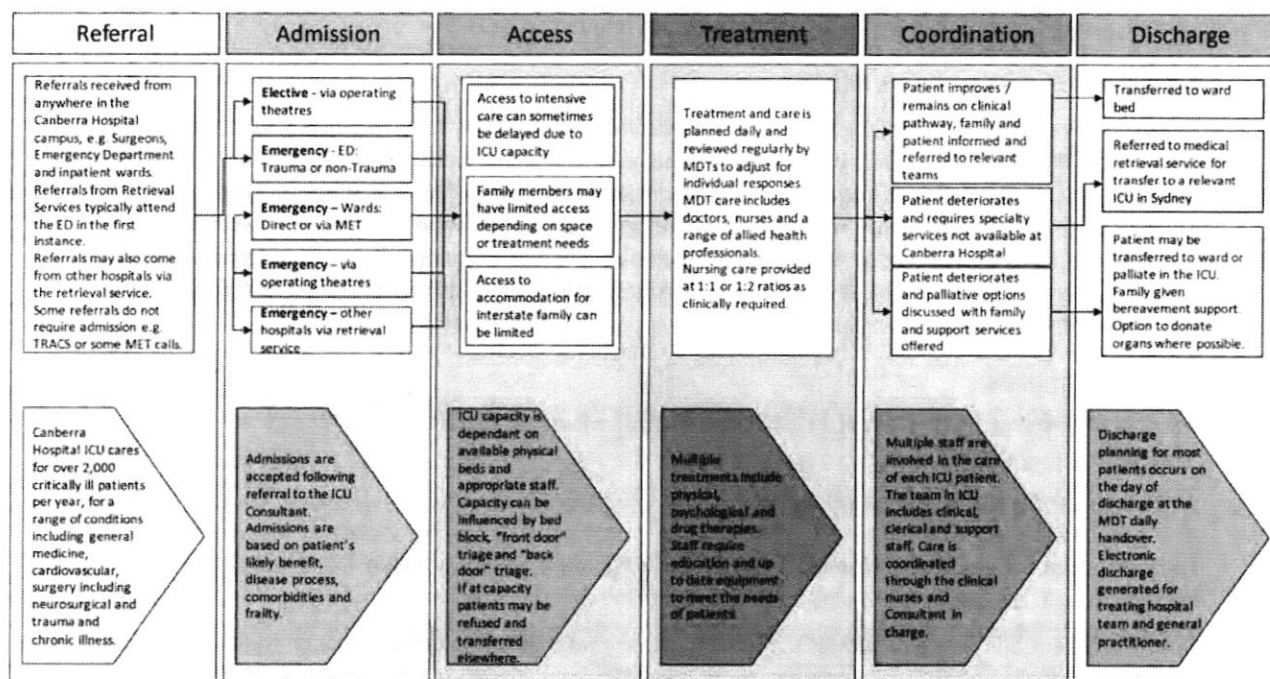 Referral
Admission
Access
Treatment
Coordination
Discharge
Referrals received from
anywhere in the
Canberra Hospital
campus, e.g. Surgeons,
Emergency Department
and inpatient wards.
Referrals from Retrieval
Services typically attend
the ED in the first
instance.
Referrals may also come
from other hospitals via
the retrieval service.
Some referrals do not
require admission e.g.
TRACS or some MET calls.
Elective - via operating
theatres
Emergency - ED:
Trauma or non-Trauma
Emergency – Wards:
Direct or via MET
Emergency – via
operating theatres
Emergency – other
hospitals via retrieval
service
Access to intensive
care can sometimes
be delayed due to
ICU capacity
Family members may
have limited access
depending on space
or treatment needs
Access to
accommodation for
interstate family can
be limited
Treatment and care is
planned daily and
reviewed regularly by
MDTs to adjust for
individual responses
MDT care includes
doctors, nurses and a
range of allied health
professionals.
Nursing care provided
at 1:1 or 1:2 ratios as
clinically required.
Patient improves /
remains on clinical
pathway, family and
patient informed and
referred to relevant
teams
Patient deteriorates
and requires specialty
services not available at
Canberra Hospital
Patient deteriorates
and palliative options
discussed with family
and support services
offered
Transferred to ward
bed
Referred to medical
retrieval service for
transfer to a relevant
ICU in Sydney
Patient may be
transferred to ward or
palliate in the ICU.
Family given
bereavement support.
Option to donate
organs where possible.
Canberra
Hospital ICU cares
for over 2,000
critically ill patients
per year, for a
range of conditions
including general
medicine,
cardiovascular,
surgery including
neurosurgical and
trauma and
chronic illness.
Admissions are
accepted following
referral to the ICU
Consultant.
Admissions are
based on patient's
likely benefit,
disease process,
comorbidities and
frailty.
ICU capacity is
dependant on
available physical
beds and
appropriate staff.
Capacity can be
influenced by bed
block, "front door"
triage and "back
door" triage.
If at capacity
patients may be
refused and
transferred
elsewhere.
Multiple
treatments include
physical,
psychological and
drug therapies.
Staff require
education and up
to date equipment
to meet the needs
of patients
Multiple staff are
involved in the care
of each ICU patient.
The team in ICU
includes clinical,
clerical and support
staff. Care is
coordinated
through the clinical
nurses and
Consultant in
charge.
Discharge
planning for most
patients occurs on
the day of
discharge at the
MDT daily
handover.
Electronic
discharge
generated for
treating hospital
team and general
practitioner.